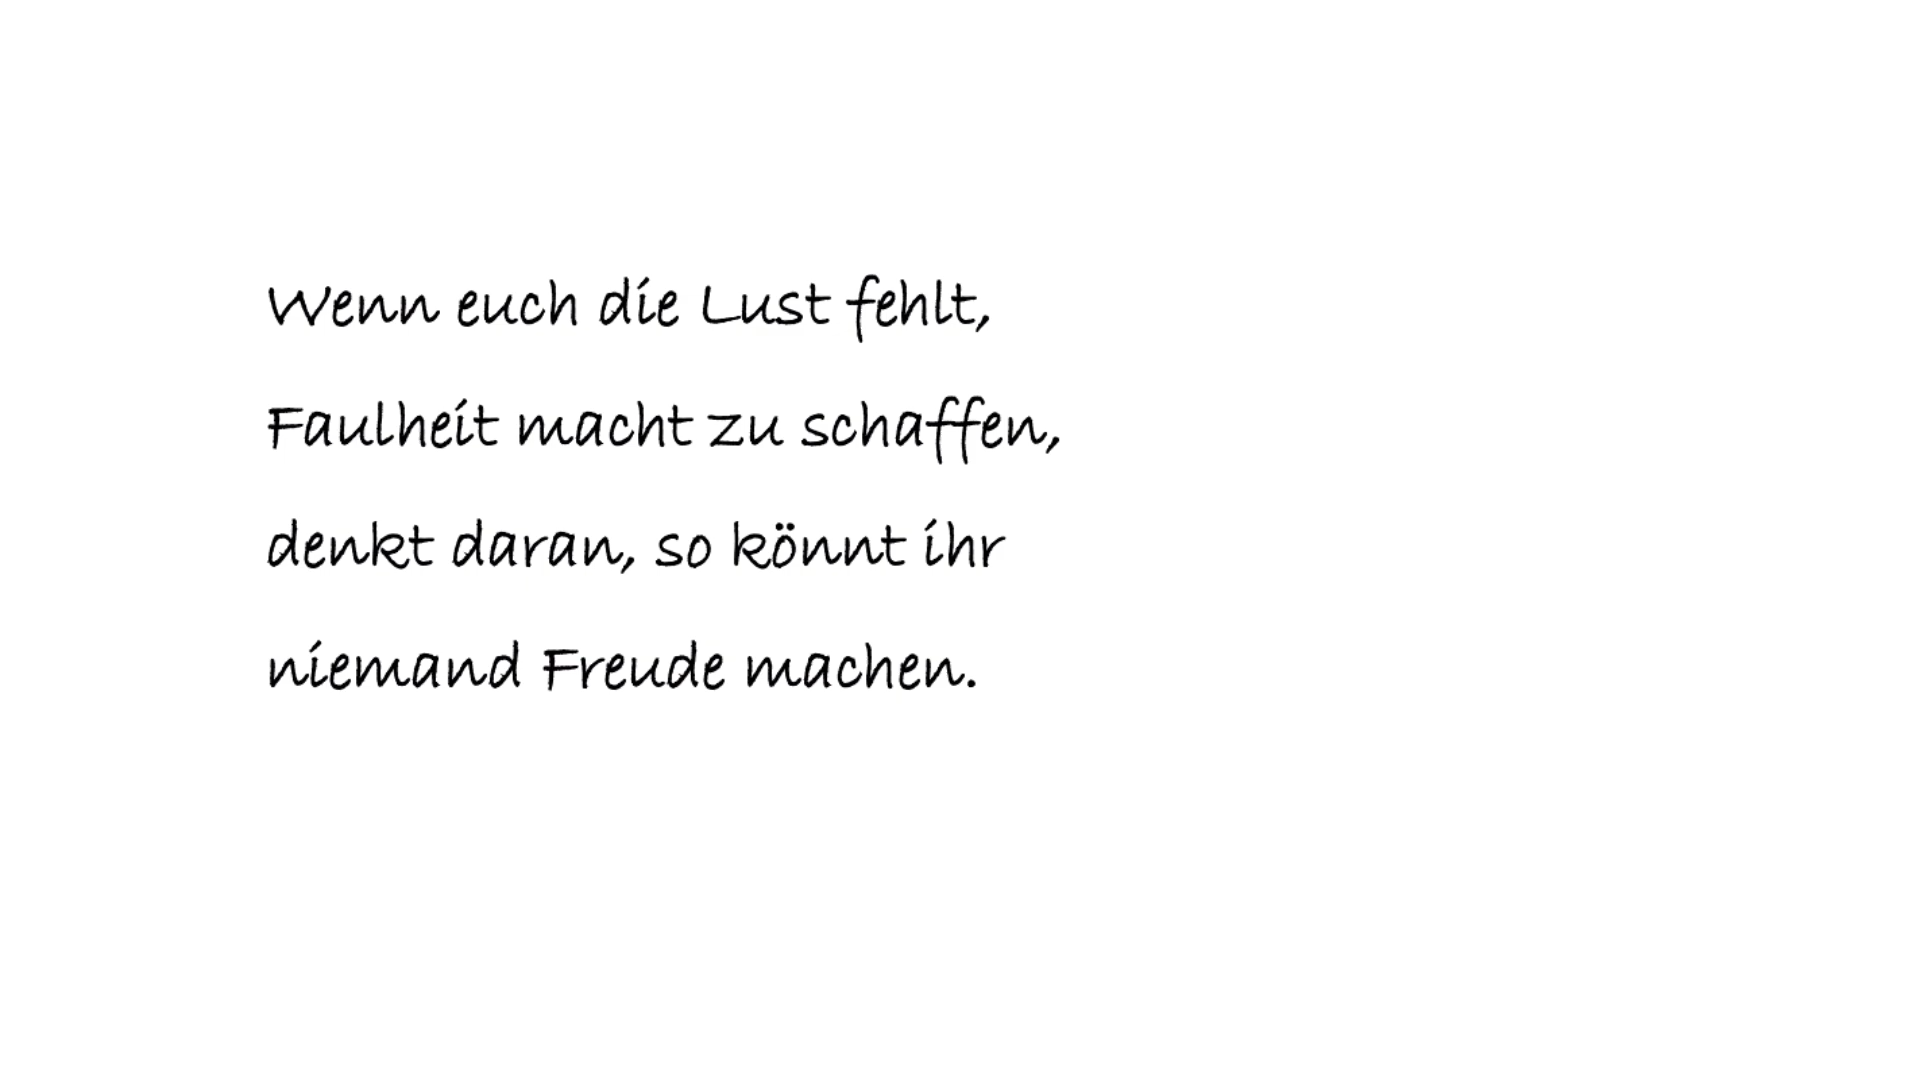 Wenn euch die Lust fehlt,
Faulheit macht zu schaffen,
denkt daran, so könnt ihr
niemand Freude machen.